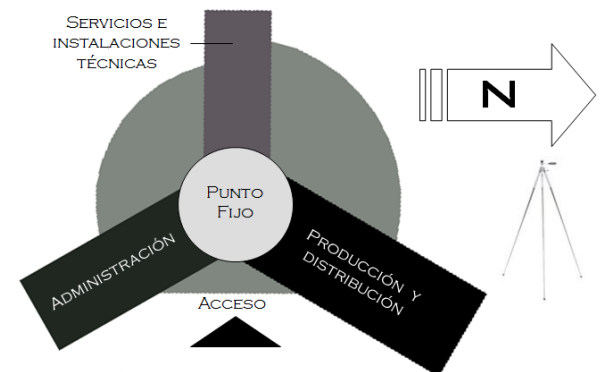 Servicios e
instalaciones
técnicas
N
Punto
Fijo
Administración
Producción y
distribución
Acceso